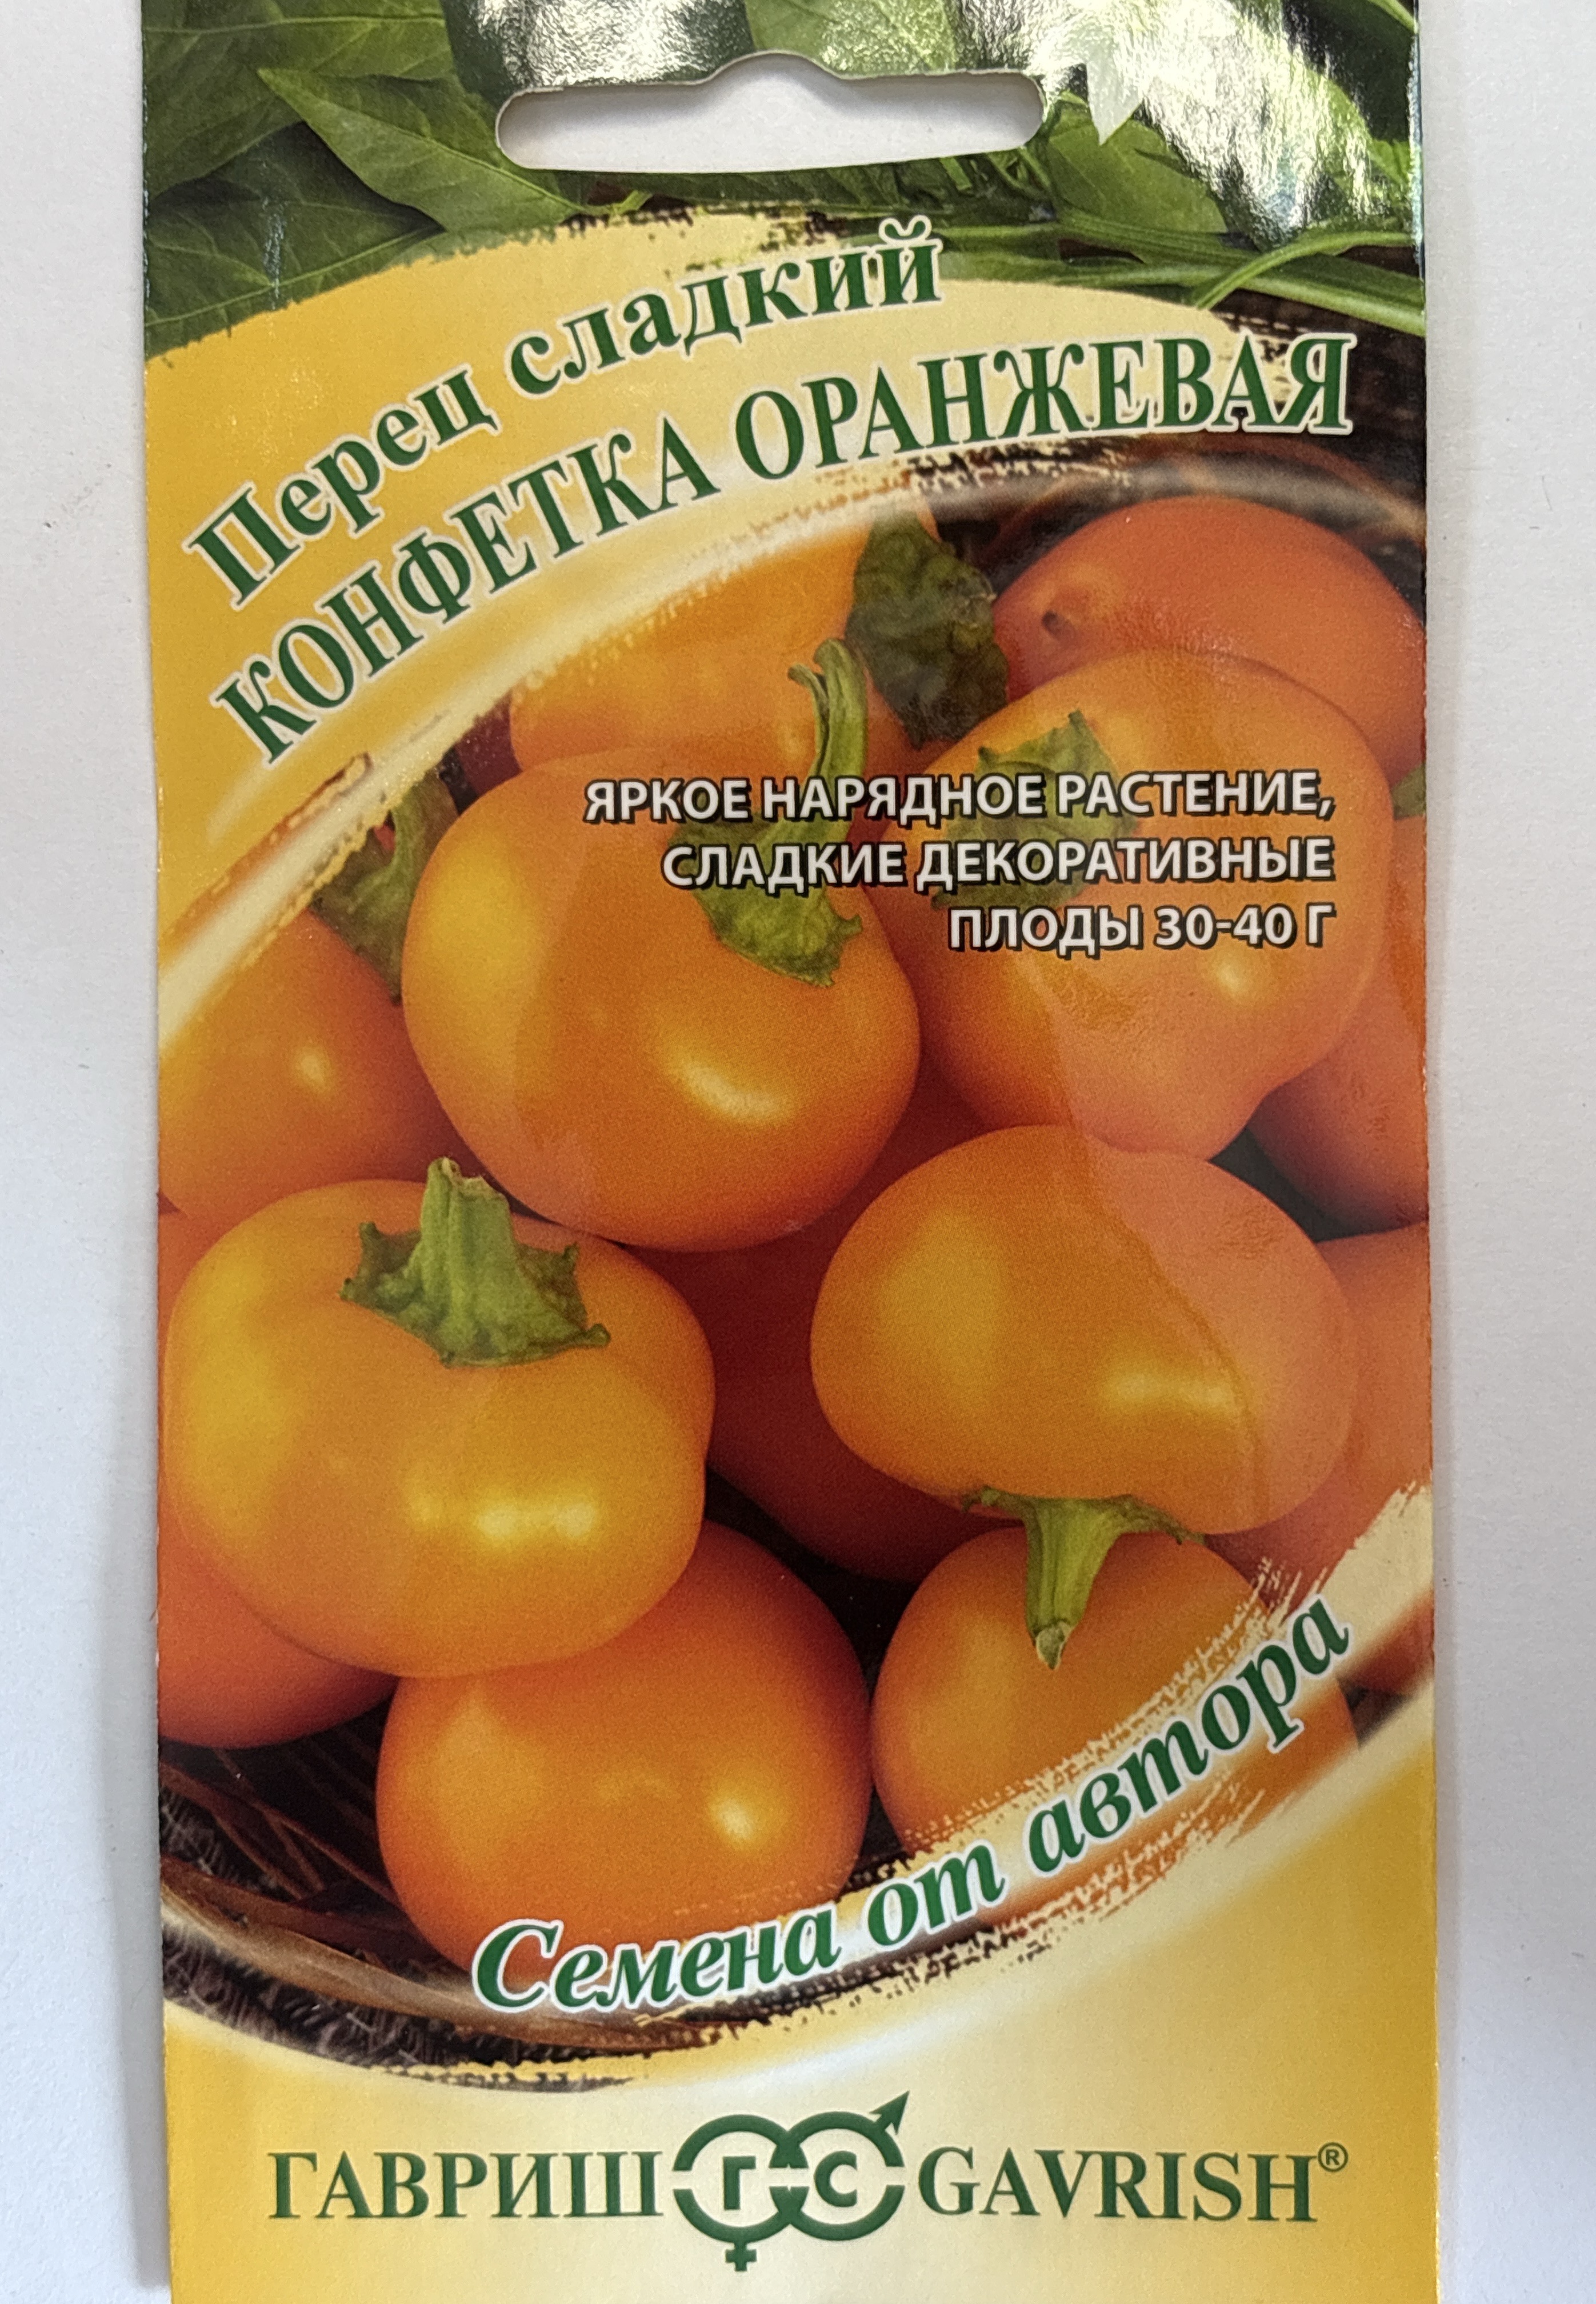 Перец сладкий
КОНФЕТКА ОРАНЖЕВАЯ
ЯРКОЕ НАРЯДНОЕ РАСТЕНИЕ,
СЛАДКИЕ ДЕКОРАТИВНЫЕ
ПЛОДЫ 30-40 Г
Семена от автора
ГАВРИШ ГС GAVRISH®